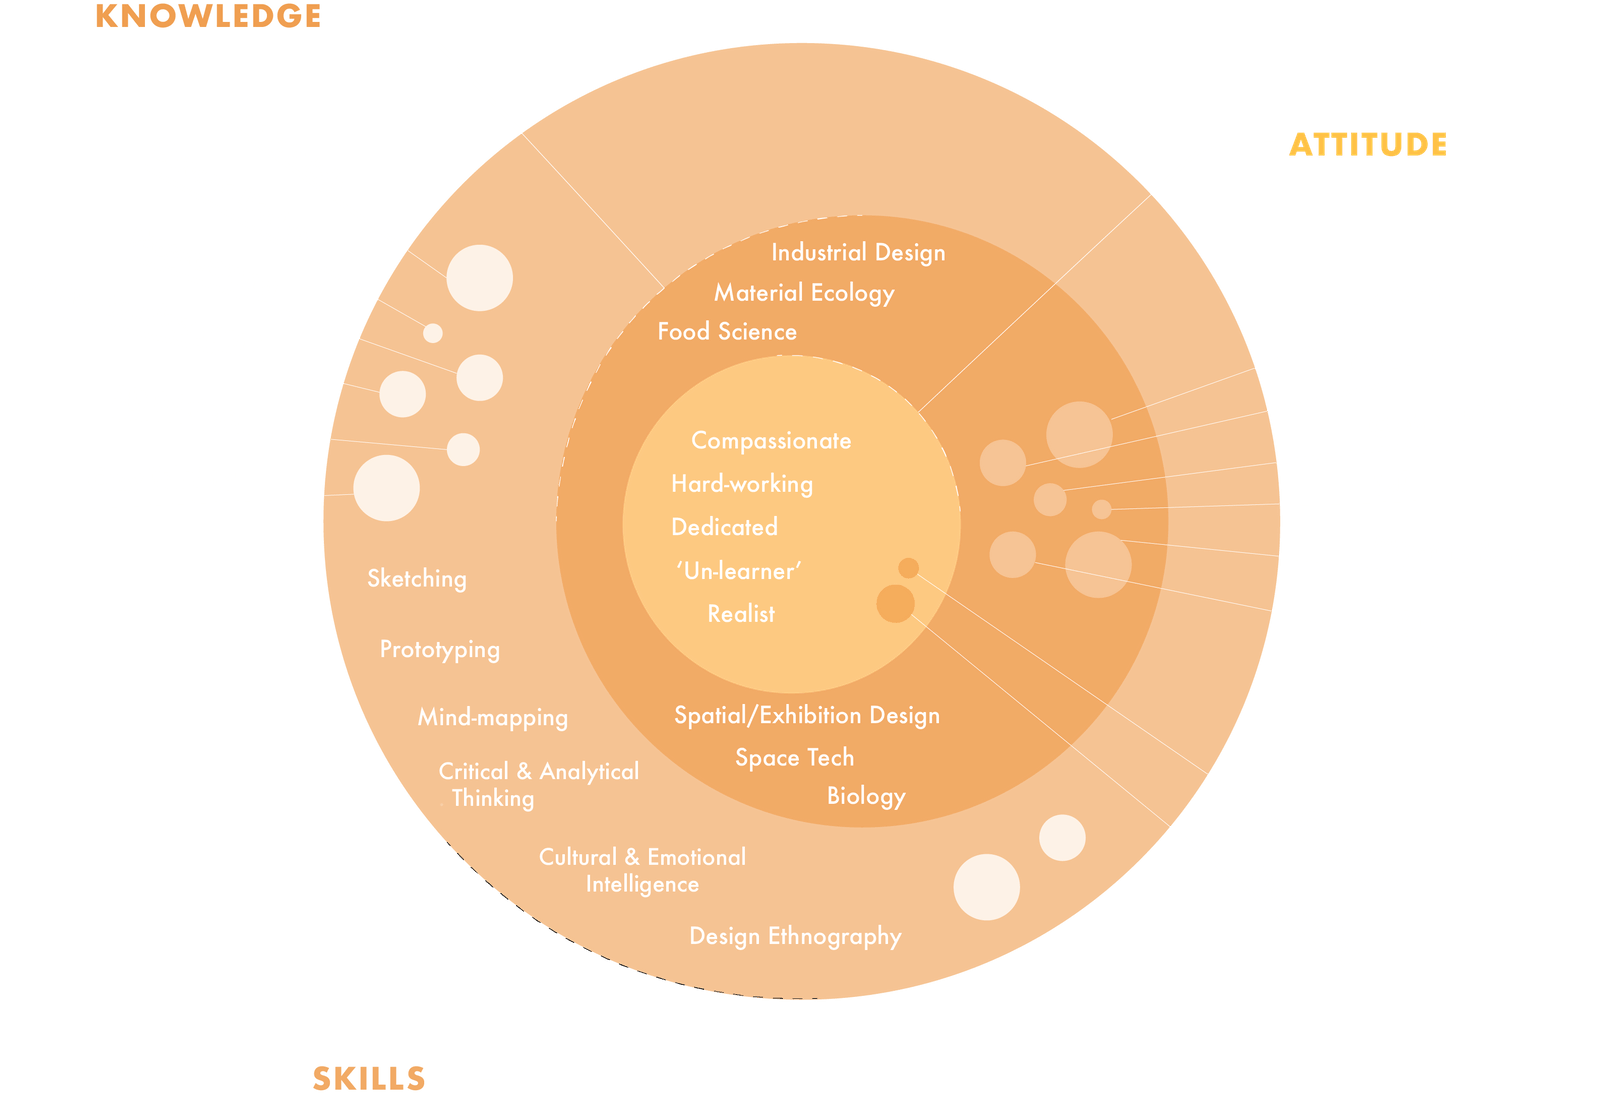 KNOWLEDGE
ATTITUDE
Industrial Design
Material Ecology
Food Science
Compassionate
Hard-working
Dedicated
‘Un-learner‘
Realist
Sketching
Prototyping
Mind-mapping
Critical & Analytical
Thinking
Spatial/Exhibition Design
Space Tech
Biology
Cultural & Emotional
Intelligence
Design Ethnography
SKILLS